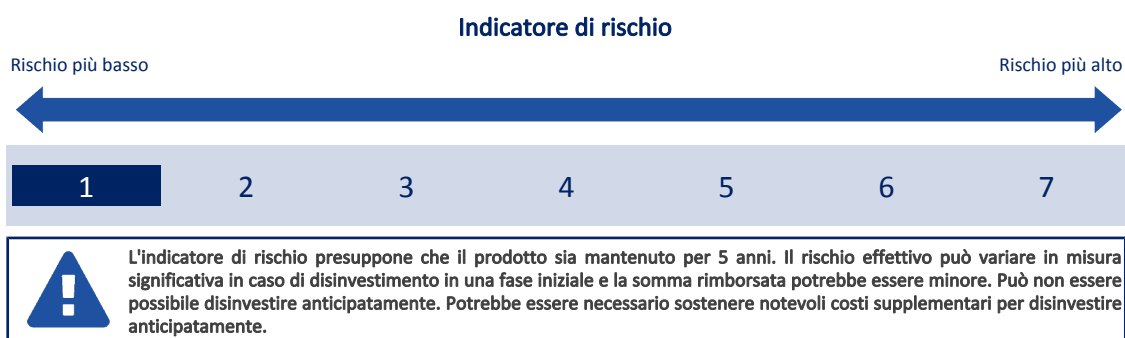 Indicatore di rischio
Rischio più basso
Rischio più alto
1 2 3 4 5 6 7
L'indicatore di rischio presuppone che il prodotto sia mantenuto per 5 anni. Il rischio effettivo può variare in misura
significativa in caso di disinvestimento in una fase iniziale e la somma rimborsata potrebbe essere minore. Può non essere
possibile disinvestire anticipatamente. Potrebbe essere necessario sostenere notevoli costi supplementari per disinvestire
anticipatamente.